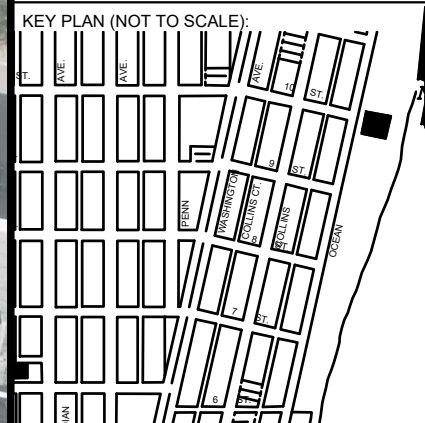 KEY PLAN (NOT TO SCALE):
ST.
AVE.
AVE.
AVE.
10
ST.
9
ST.
PENN
WASHINGTON
COLLINS CT.
COLLINS
8
ST.
OCEAN
7
ST.
6
ST.